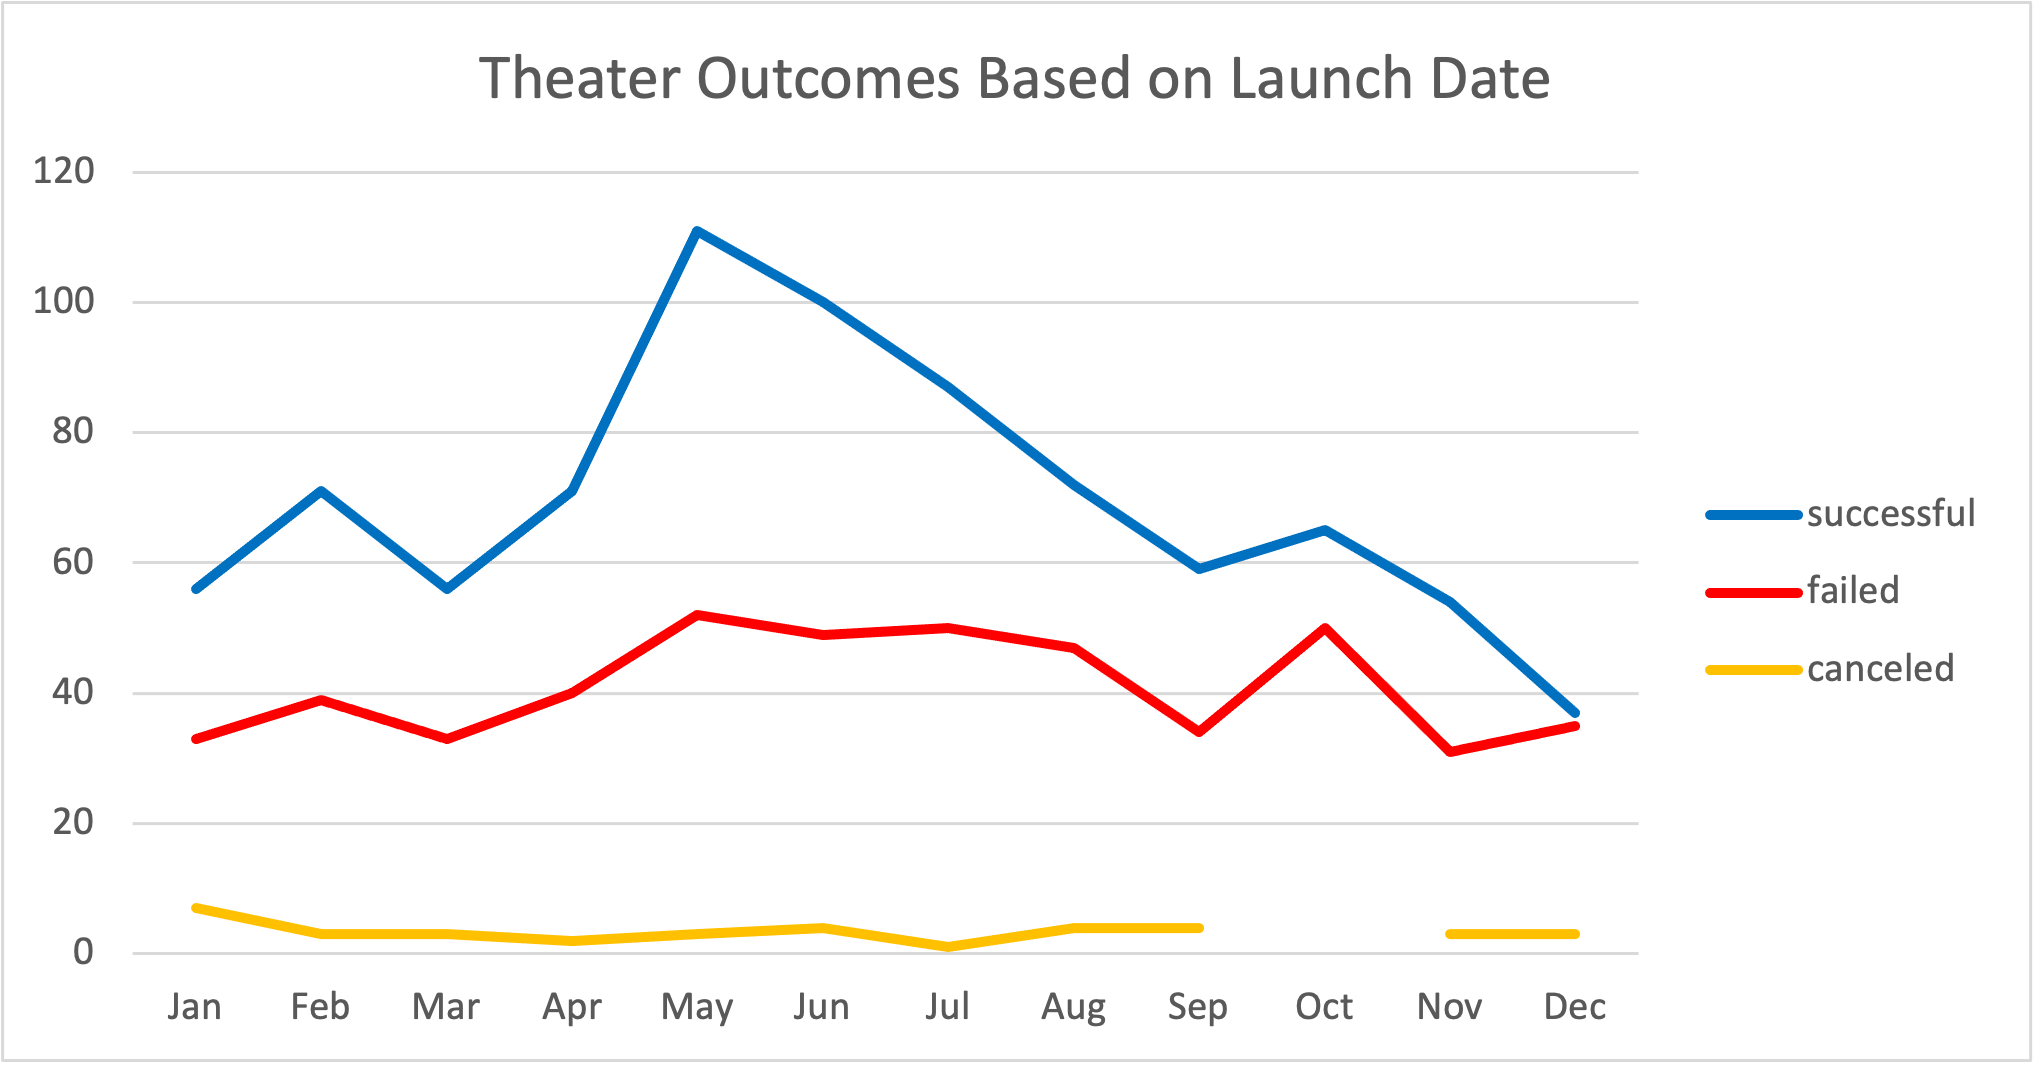 Theater Outcomes Based on Launch Date
120
100
80
60
40
20
0
Jan Feb Mar Apr May Jun Jul Aug Sep Oct Nov Dec
successful
failed
canceled